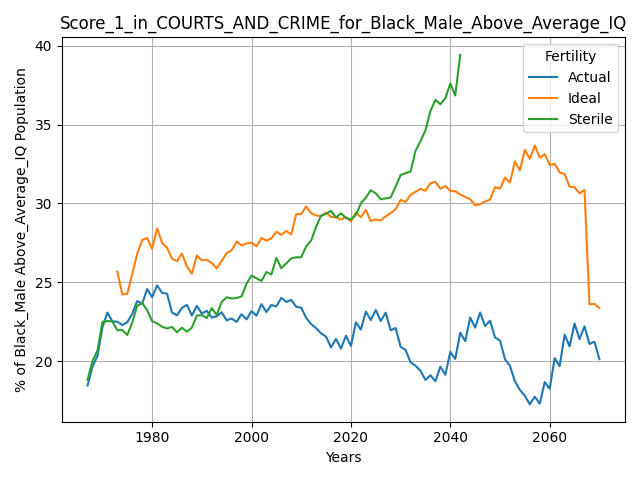 Score_1_in_COURTS_AND_CRIME_for_Black_Male_Above_Average_IQ
Fertility
Actual
Ideal
Sterile
% of Black_Male Above_Average_IQ Population
40
35
30
25
20
1980
2000
2020
2040
2060
Years